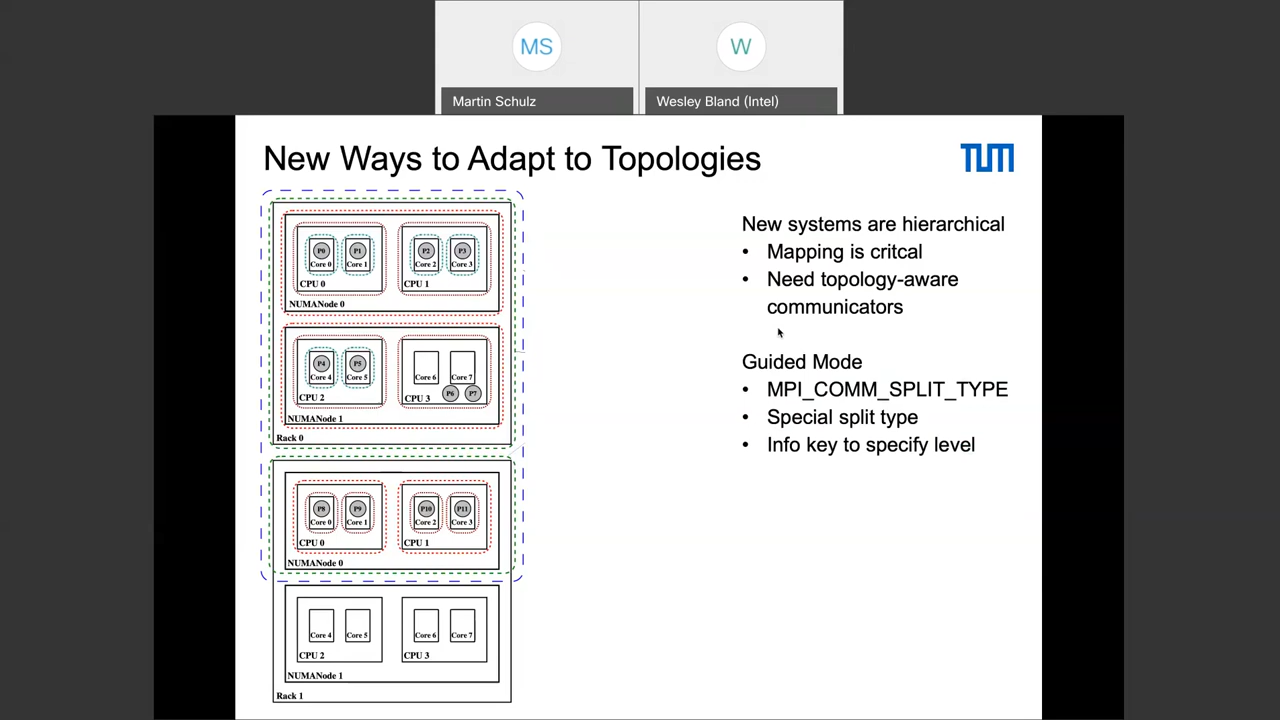 MS
W
Martin Schulz
Wesley Bland (Intel)
New Ways to Adapt to Topologies
TUM
P0 P1 P2 P3
Core 0 Core 1 Core 2 Core 3
CPU 0 CPU 1
NUMANode 0
P4 P5
Core 4 Core 5 Core 6 Core 7
CPU 2 CPU 3 P6 P7
NUMANode 1
Rack 0
P8 P9 P10 P11
Core 0 Core 1 Core 2 Core 3
CPU 0 CPU 1
NUMANode 0
Core 4 Core 5 Core 6 Core 7
CPU 2 CPU 3
NUMANode 1
Rack 1
New systems are hierarchical
• Mapping is critcal
• Need topology-aware
communicators
Guided Mode
• MPI_COMM_SPLIT_TYPE
• Special split type
• Info key to specify level